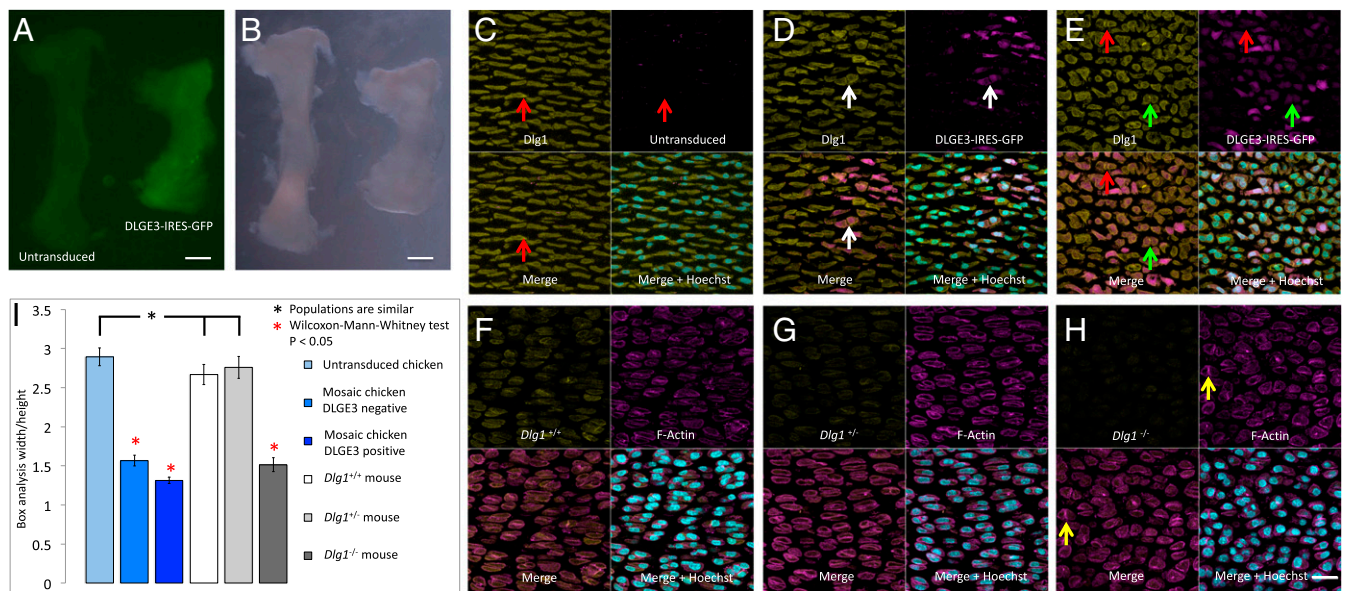 A
DLGE3-IRES-GFP
Untransduced
B
C
Dlg1
Untransduced
Merge
Merge + Hoechst
D
Dlg1
DLGE3-IRES-GFP
Merge
Merge + Hoechst
E
Dlg1
DLGE3-IRES-GFP
Merge
Merge + Hoechst
F
Dlg1 +/+
F-Actin
Merge
Merge + Hoechst
G
Dlg1 +/-
F-Actin
Merge
Merge + Hoechst
H
Dlg1 -/-
F-Actin
Merge
Merge + Hoechst
I
Box analysis width/height
3.5
3
2.5
2
1.5
1
0.5
0
*
*
*
*
* Populations are similar
* Wilcoxon-Mann-Whitney test
P < 0.05
Untransduced chicken
Mosaic chicken
DLGE3 negative
Mosaic chicken
DLGE3 positive
Dlg1+/+ mouse
Dlg1+/- mouse
Dlg1-/- mouse